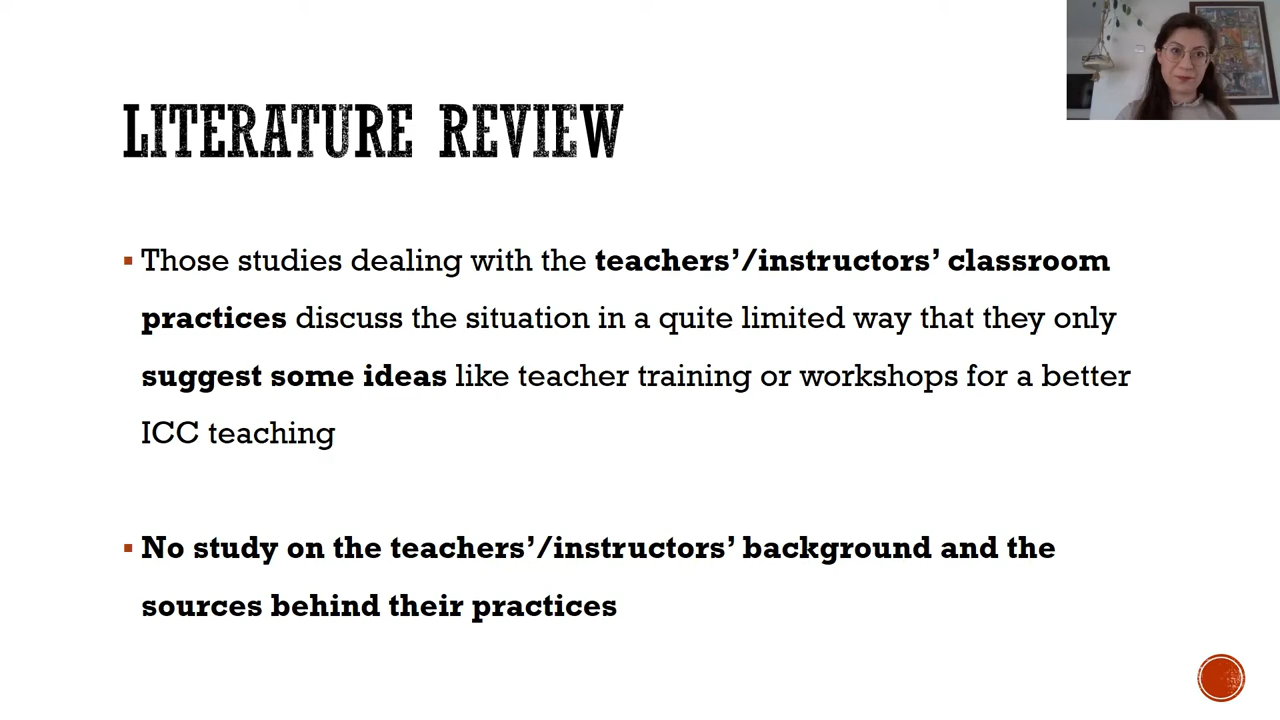 LITERATURE REVIEW
Those studies dealing with the teachers’/instructors’ classroom
practices discuss the situation in a quite limited way that they only
suggest some ideas like teacher training or workshops for a better
ICC teaching
No study on the teachers’/instructors’ background and the
sources behind their practices